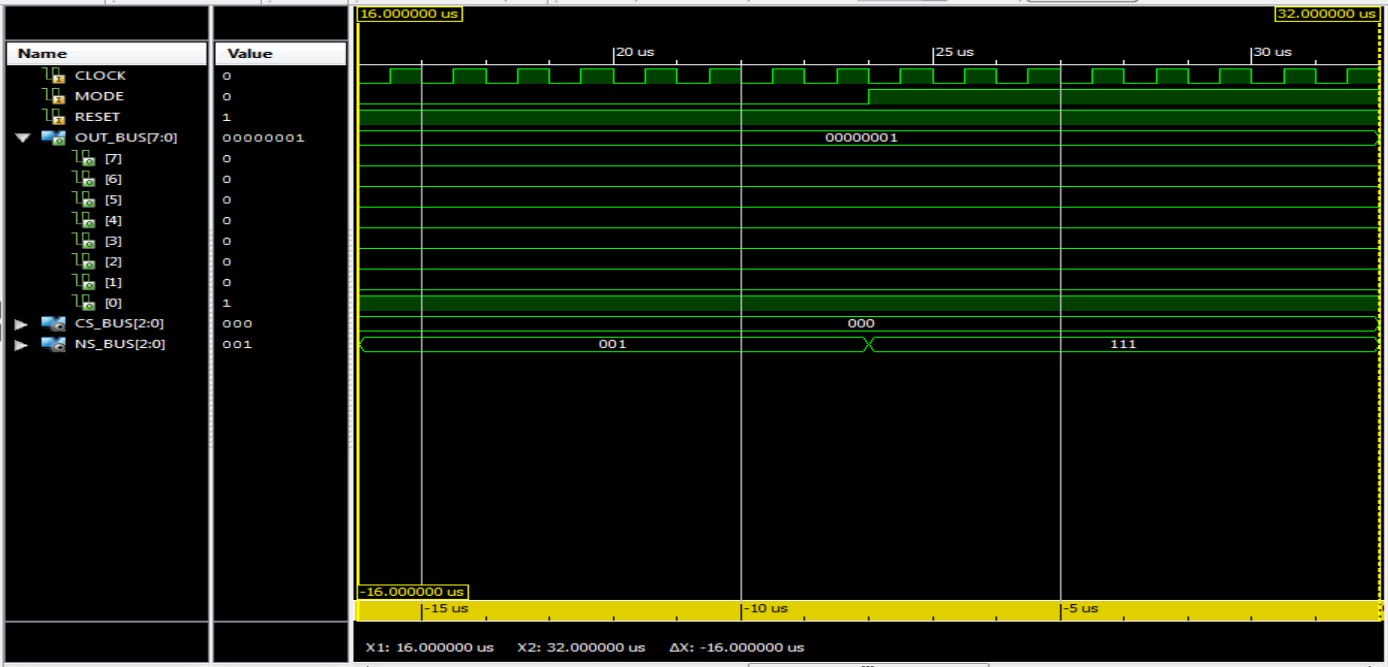 16.000000 us 32.000000 us
Name Value
|20 us |25 us |30 us
CLOCK 0
MODE 0
RESET 1
OUT_BUS[7:0] 00000001 00000001
[7] 0
[6] 0
[5] 0
[4] 0
[3] 0
[2] 0
[1] 0
[0] 1
CS_BUS[2:0] 000 000
NS_BUS[2:0] 001 001 111
-16.000000 us
|-15 us |-10 us |-5 us
X1: 16.000000 us X2: 32.000000 us ΔX: -16.000000 us